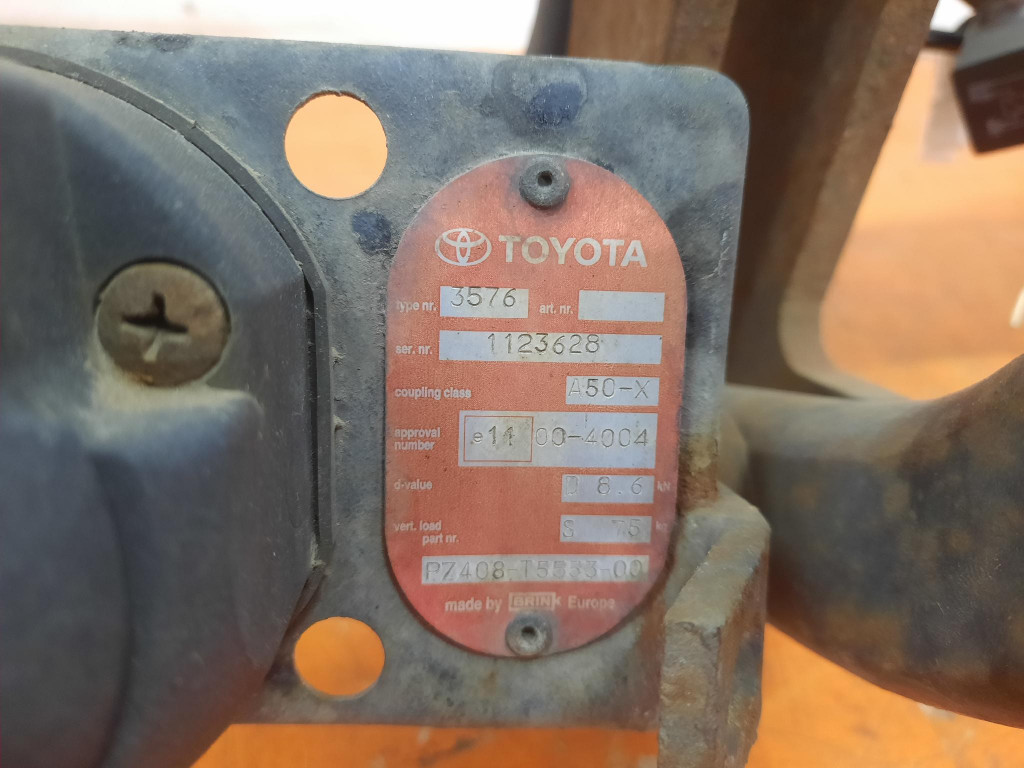 TOYOTA
type nr. 3576 art. nr.
ser. nr. 1123628
coupling class A50-X
approval number e11 00-4004
d-value D 8.6 kN
vert. load S 75 kg
part nr.
PZ408-T5533-00
made by BRINK Europe